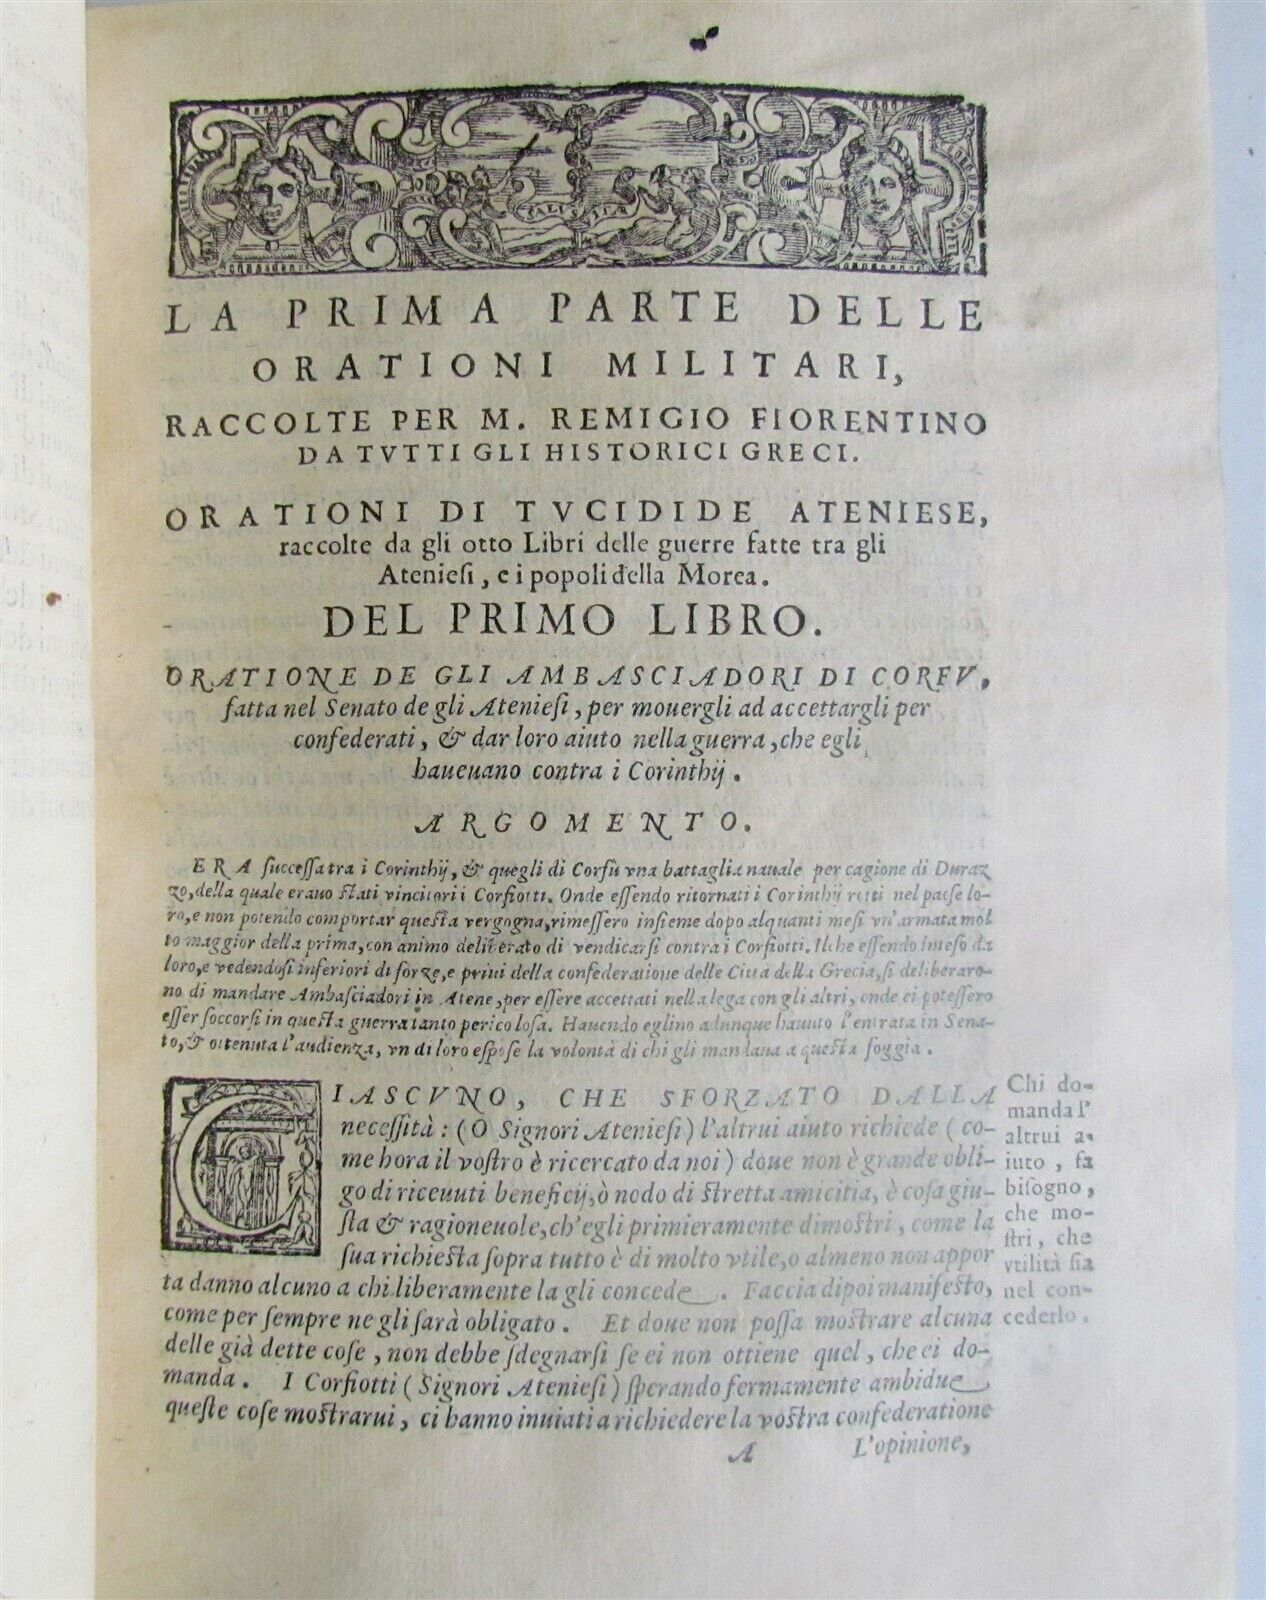 LA PRIMA PARTE DELLE
ORATIONI MILITARI,
RACCOLTE PER M. REMIGIO FIORENTINO
DA TVTTI GLI HISTORICI GRECI.
ORATIONI DI TVCIDIDE ATENIESE,
raccolte da gli otto Libri delle guerre fatte tra gli
Ateniesi, e i popoli della Morea.
DEL PRIMO LIBRO.
ORATIONE DE GLI AMBASCIADORI DI CORFV,
fatta nel Senato de gli Ateniesi, per mouergli ad accettargli per
confederati, & dar loro aiuto nella guerra, che egli
haueuano contra i Corinthij.
ARGOMENTO.
ERA successa tra i Corinthij, & quegli di Corfù vna battaglia nauale per cagione di Duraz
zo, della quale erano stati vincitori i Corfiotti. Onde essendo ritornati i Corinthij rotti nel paese lo-
ro, e non potendo comportar questa vergogna, rimessero insieme dopo alquanti mesi vn'armata mol
to maggior della prima, con animo deliberato di vendicarsi contra i Corfiotti. Il che essendo inteso da
loro, e vedendosi inferiori di forze, e priui della confederatione delle Città della Grecia, si deliberaro-
no di mandare Ambasciadori in Atene, per essere accettati nella lega con gli altri, onde ei potessero
esser soccorsi in questa guerra tanto pericolosa. Hauendo eglino adunque hauuto l'entrata in Sena-
to, & ottenuta l'audienza, vn di loro espose la volontà di chi gli mandaua a questa foggia.
CIASCVNO, CHE SFORZATO DALLA
necessità: (O Signori Ateniesi) l'altrui aiuto richiede (co-
me hora il vostro è ricercato da noi) doue non è grande obli-
go di riceuuti beneficij, ò nodo di stretta amicitia, è cosa giu-
sta & ragioneuole, ch'egli primieramente dimostri, come la
sua richiesta sopra tutto è di molto vtile, o almeno non appor
ta danno alcuno a chi liberamente la gli concede. Faccia dipoi manifesto,
come per sempre ne gli sarà obligato. Et doue non possa mostrare alcuna
delle già dette cose, non debbe sdegnarsi se ei non ottiene quel, che ei do-
manda. I Corfiotti (Signori Ateniesi) sperando fermamente ambidue
queste cose mostrarui, ci hanno inuiati a richiedere la vostra confederatione
Chi do-
manda l'
altrui a-
iuto, fa
bisogno,
che mo-
stri, che
vtilità sia
nel con-
cederlo.
A L'opinione,